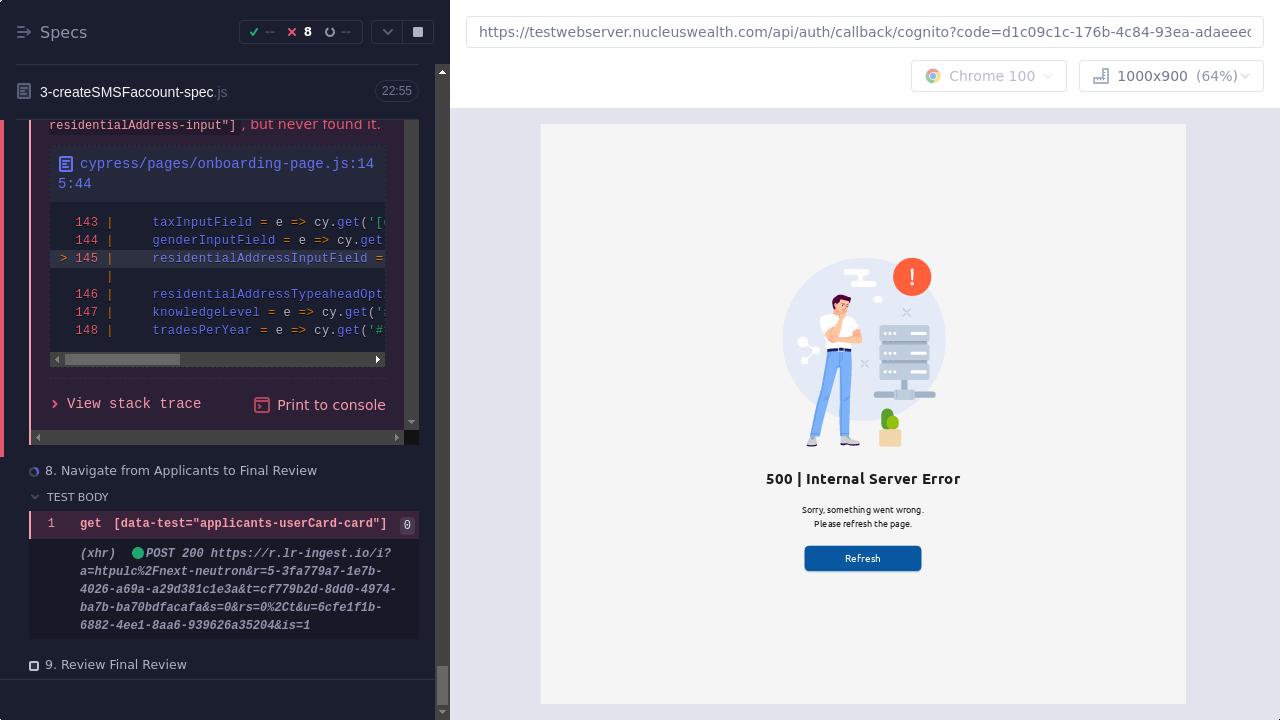 Specs
-- 8 --
3-createSMSFaccount-spec.js 22:55
residentialAddress-input"] , but never found it.
cypress/pages/onboarding-page.js:14
5:44
143 | taxInputField = e => cy.get('[
144 | genderInputField = e => cy.get
> 145 | residentialAddressInputField =
|
146 | residentialAddressTypeaheadOpt
147 | knowledgeLevel = e => cy.get('
148 | tradesPerYear = e => cy.get('#
View stack trace
Print to console
8. Navigate from Applicants to Final Review
TEST BODY
1 get [data-test="applicants-userCard-card"] 0
(xhr) POST 200 https://r.lr-ingest.io/i?
a=htpulc%2Fnext-neutron&r=5-3fa779a7-1e7b-
4026-a69a-a29d381c1e3a&t=cf779b2d-8dd0-4974-
ba7b-ba70bdfacafa&s=0&rs=0%2Ct&u=6cfe1f1b-
6882-4ee1-8aa6-939626a35204&is=1
9. Review Final Review
https://testwebserver.nucleuswealth.com/api/auth/callback/cognito?code=d1c09c1c-176b-4c84-93ea-adaeeec
Chrome 100
1000x900 (64%)
!
500 | Internal Server Error
Sorry, something went wrong.
Please refresh the page.
Refresh